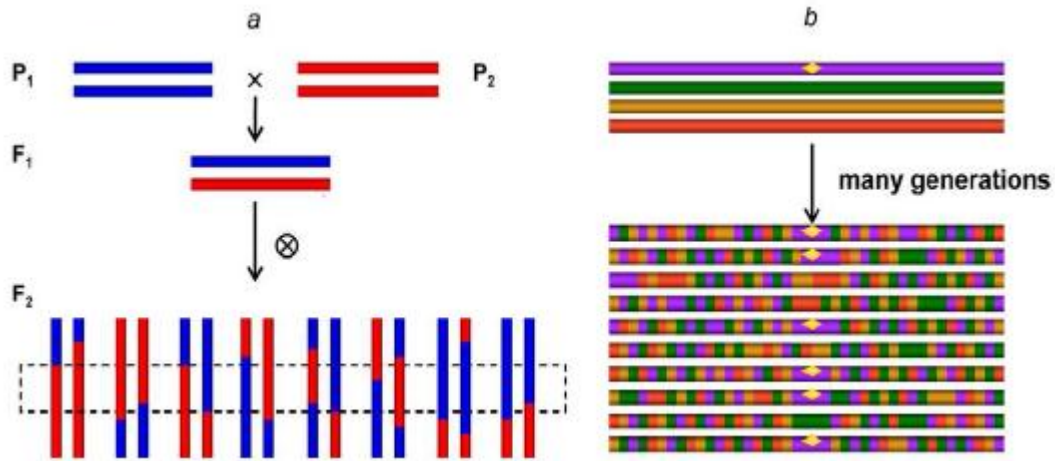 a
b
P₁ × P₂
F₁
many generations
⊗
F₂